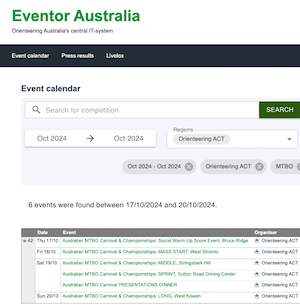 Eventor Australia
Orienteering Australia's central IT-system
Event calendar Press results Livelox
Event calendar
Search for competition SEARCH
Regions
Oct 2024 → Oct 2024 Orienteering ACT
Oct 2024 - Oct 2024 Orienteering ACT MTBO
6 events were found between 17/10/2024 and 20/10/2024.
Date Event Organiser
w 42 Thu 17/10 Australian MTBO Carnival & Championships: Social Warm Up Score Event, Bruce Ridge Orienteering ACT
Fri 18/10 Australian MTBO Carnival & Championships: MASS START, West Stromlo Orienteering ACT
Sat 19/10 Australian MTBO Carnival & Championships: MIDDLE, Stringybark Hill Orienteering ACT
Australian MTBO Carnival & Championships: SPRINT, Sutton Road Driving Center Orienteering ACT
Australian MTBO Carnival PRESENTATIONS DINNER Orienteering ACT
Sun 20/10 Australian MTBO Carnival & Championships: LONG, West Kowen Orienteering ACT